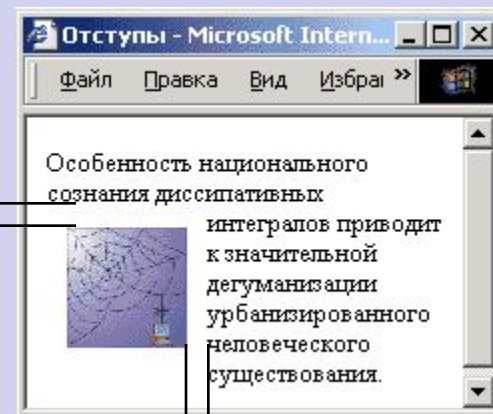 Отступы - Microsoft Intern...
Файл Правка Вид Избра »
Особенность национального
сознания диссипативных
интегралов приводит
к значительной
дегуманизации
урбанизированного
человеческого
существования.